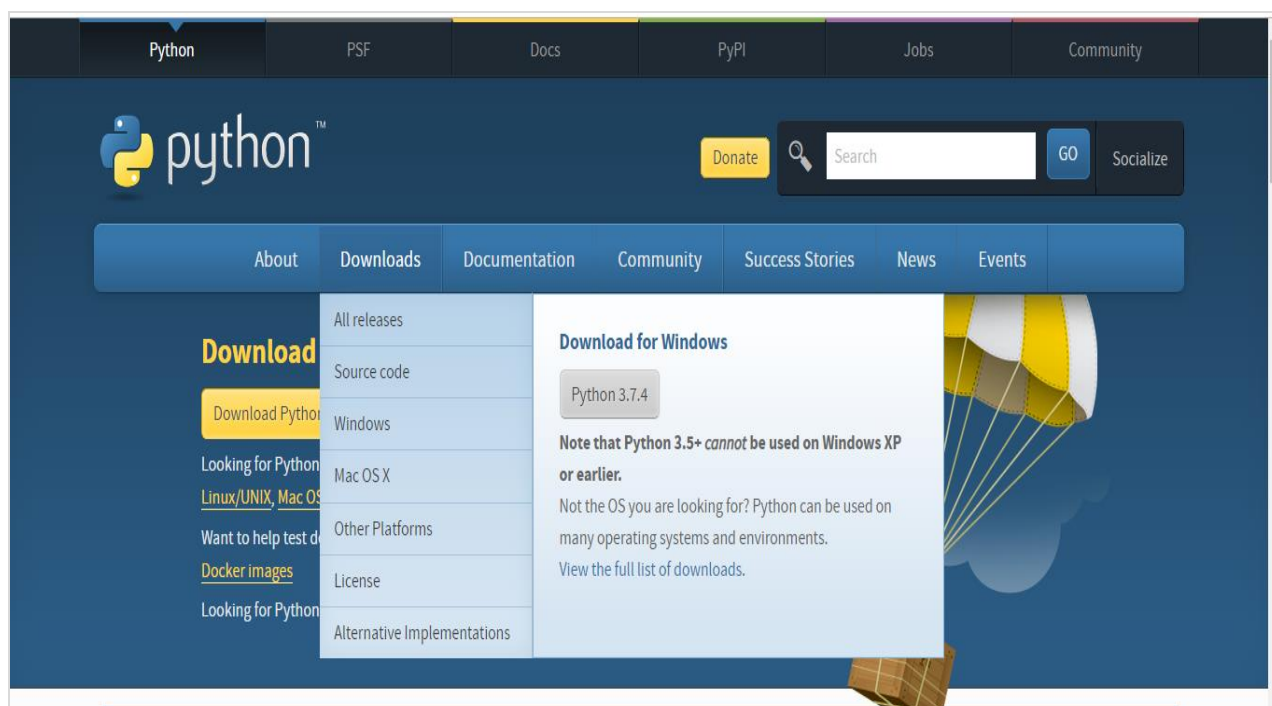 Python PSF Docs PyPI Jobs Community
python™
Donate Search GO Socialize
About Downloads Documentation Community Success Stories News Events
Download
Download Python
Looking for Python
Linux/UNIX, Mac OS
Want to help test
Docker images
Looking for Python
All releases
Source code
Windows
Mac OS X
Other Platforms
License
Alternative Implementations
Download for Windows
Python 3.7.4
Note that Python 3.5+ cannot be used on Windows XP
or earlier.
Not the OS you are looking for? Python can be used on
many operating systems and environments.
View the full list of downloads.